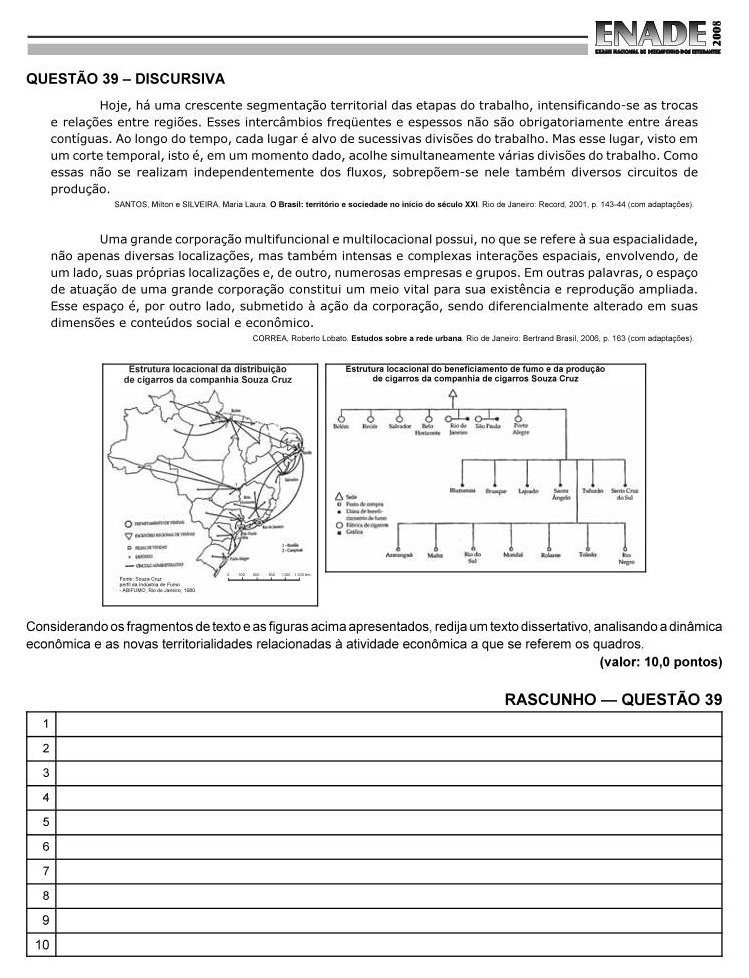 ENADE 2008
EXAME NACIONAL DE DESEMPENHO DOS ESTUDANTES
QUESTÃO 39 – DISCURSIVA
Hoje, há uma crescente segmentação territorial das etapas do trabalho, intensificando-se as trocas
e relações entre regiões. Esses intercâmbios freqüentes e espessos não são obrigatoriamente entre áreas
contíguas. Ao longo do tempo, cada lugar é alvo de sucessivas divisões do trabalho. Mas esse lugar, visto em
um corte temporal, isto é, em um momento dado, acolhe simultaneamente várias divisões do trabalho. Como
essas não se realizam independentemente dos fluxos, sobrepõem-se nele também diversos circuitos de
produção.
SANTOS, Milton e SILVEIRA, Maria Laura. O Brasil: território e sociedade no início do século XXI. Rio de Janeiro: Record, 2001, p. 143-44 (com adaptações).
Uma grande corporação multifuncional e multilocacional possui, no que se refere à sua espacialidade,
não apenas diversas localizações, mas também intensas e complexas interações espaciais, envolvendo, de
um lado, suas próprias localizações e, de outro, numerosas empresas e grupos. Em outras palavras, o espaço
de atuação de uma grande corporação constitui um meio vital para sua existência e reprodução ampliada.
Esse espaço é, por outro lado, submetido à ação da corporação, sendo diferencialmente alterado em suas
dimensões e conteúdos social e econômico.
CORREA, Roberto Lobato. Estudos sobre a rede urbana. Rio de Janeiro: Bertrand Brasil, 2006, p. 163 (com adaptações).
Estrutura locacional da distribuição
de cigarros da companhia Souza Cruz
DEPARTAMENTO DE VENDAS
ESCRITÓRIO REGIONAL DE VENDAS
FILIAL DE VENDAS
DEPÓSITO
VÍNCULO ADMINISTRATIVO
1 - Brasília
2 - Campinas
Fonte: Souza Cruz
perfil da Indústria de Fumo
- ABIFUMO, Rio de Janeiro, 1980.
Estrutura locacional do beneficiamento de fumo e da produção
de cigarros da companhia de cigarros Souza Cruz
Belém Recife Salvador Belo Horizonte Rio de Janeiro São Paulo Porto Alegre
Blumenau Brusque Lajeado Santo Ângelo Tubarão Santa Cruz do Sul
Sede
Posto de compra
Usina de benefi-
ciamento de fumo
Fábrica de cigarros
Gráfica
Araranguá Mafra Rio do Sul Mondaí Rolante Toledo Rio Negro
Considerando os fragmentos de texto e as figuras acima apresentados, redija um texto dissertativo, analisando a dinâmica
econômica e as novas territorialidades relacionadas à atividade econômica a que se referem os quadros.
(valor: 10,0 pontos)
RASCUNHO — QUESTÃO 39
1
2
3
4
5
6
7
8
9
10